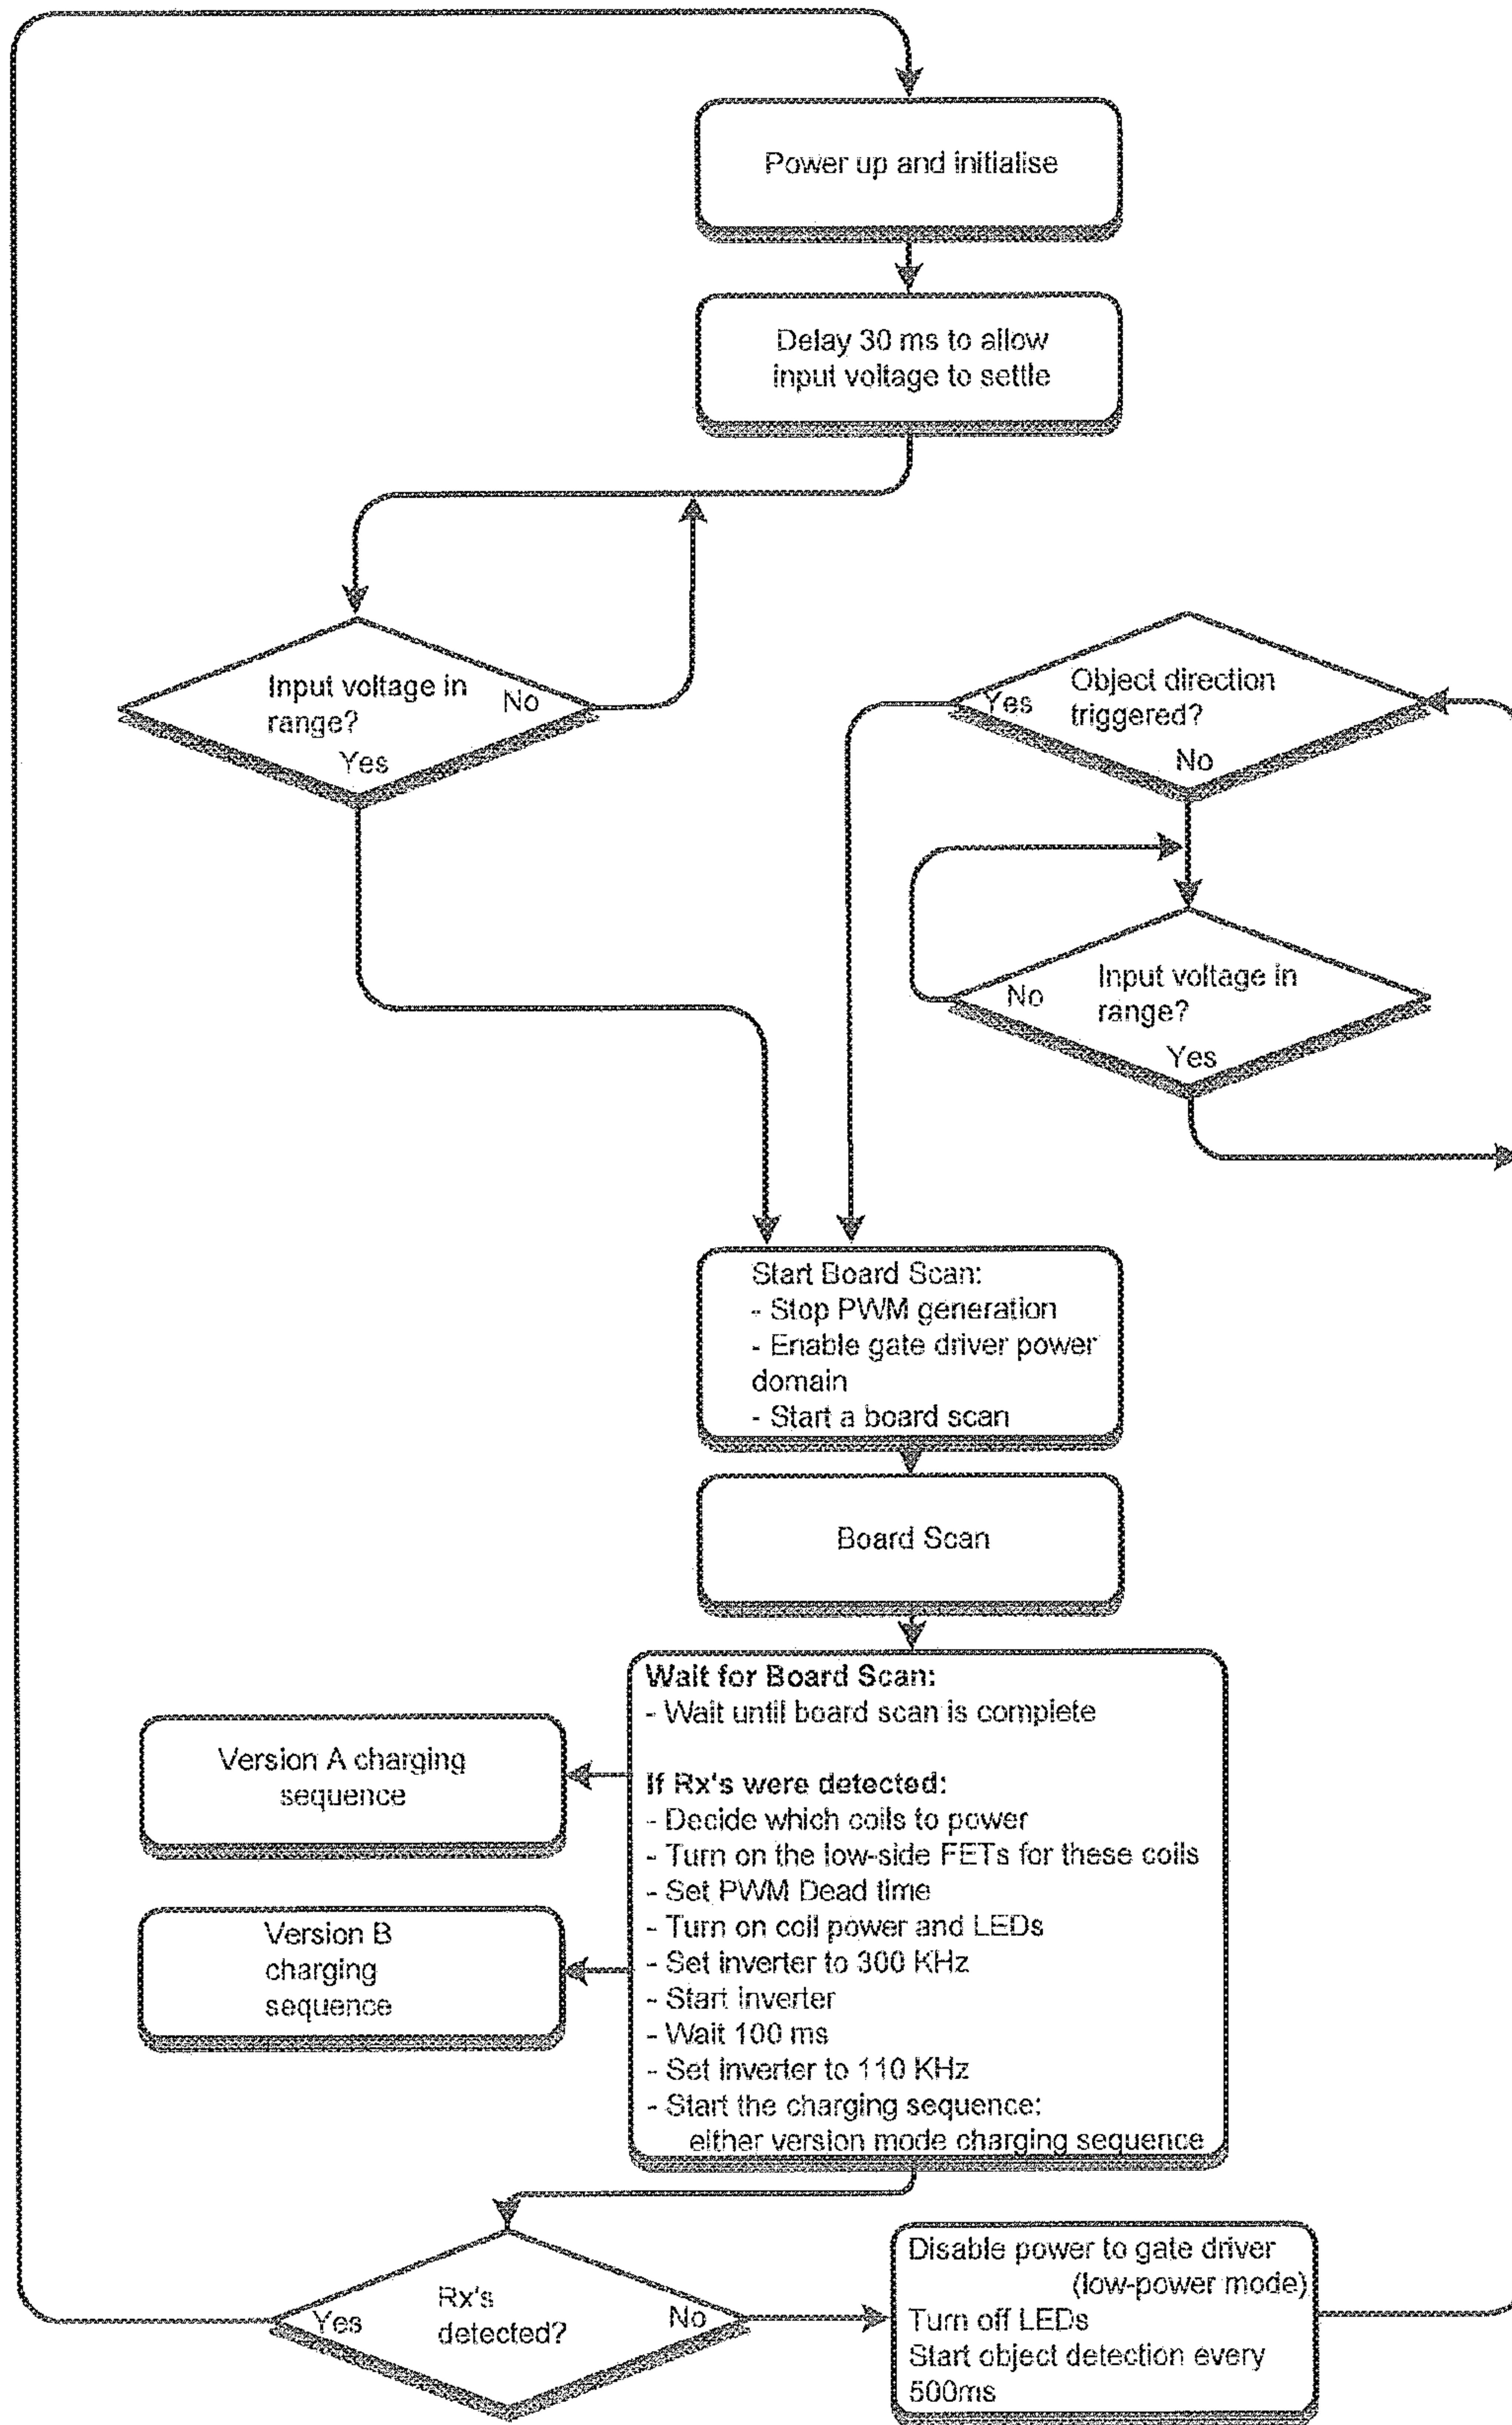 Power up and initialise
Delay 30 ms to allow
input voltage to settle
Input voltage in
range?
No
Yes
Object direction
triggered?
Yes
No
Input voltage in
range?
No
Yes
Start Board Scan:
- Stop PWM generation
- Enable gate driver power
domain
- Start a board scan
Board Scan
Wait for Board Scan:
- Wait until board scan is complete
If Rx's were detected:
- Decide which coils to power
- Turn on the low-side FETs for these coils
- Set PWM Dead time
- Turn on coil power and LEDs
- Set inverter to 300 KHz
- Start inverter
- Wait 100 ms
- Set inverter to 110 KHz
- Start the charging sequence:
either version mode charging sequence
Version A charging
sequence
Version B
charging
sequence
Rx's
detected?
Yes
No
Disable power to gate driver
(low-power mode)
Turn off LEDs
Start object detection every
500ms